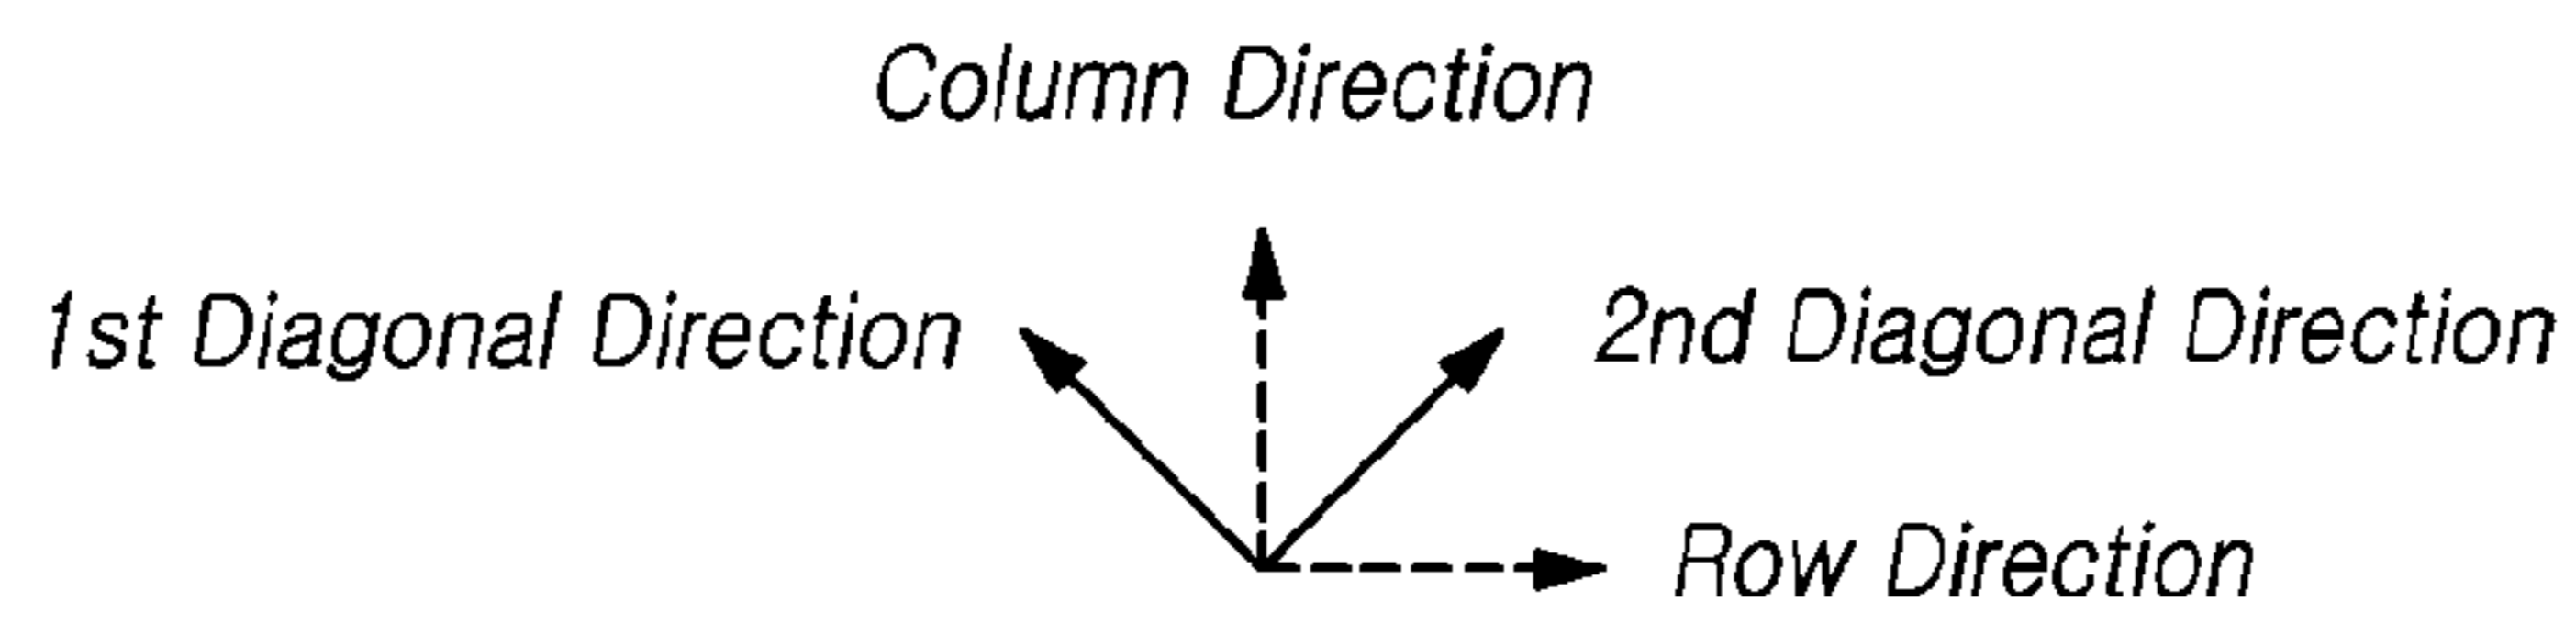 Column Direction
1st Diagonal Direction
2nd Diagonal Direction
Row Direction